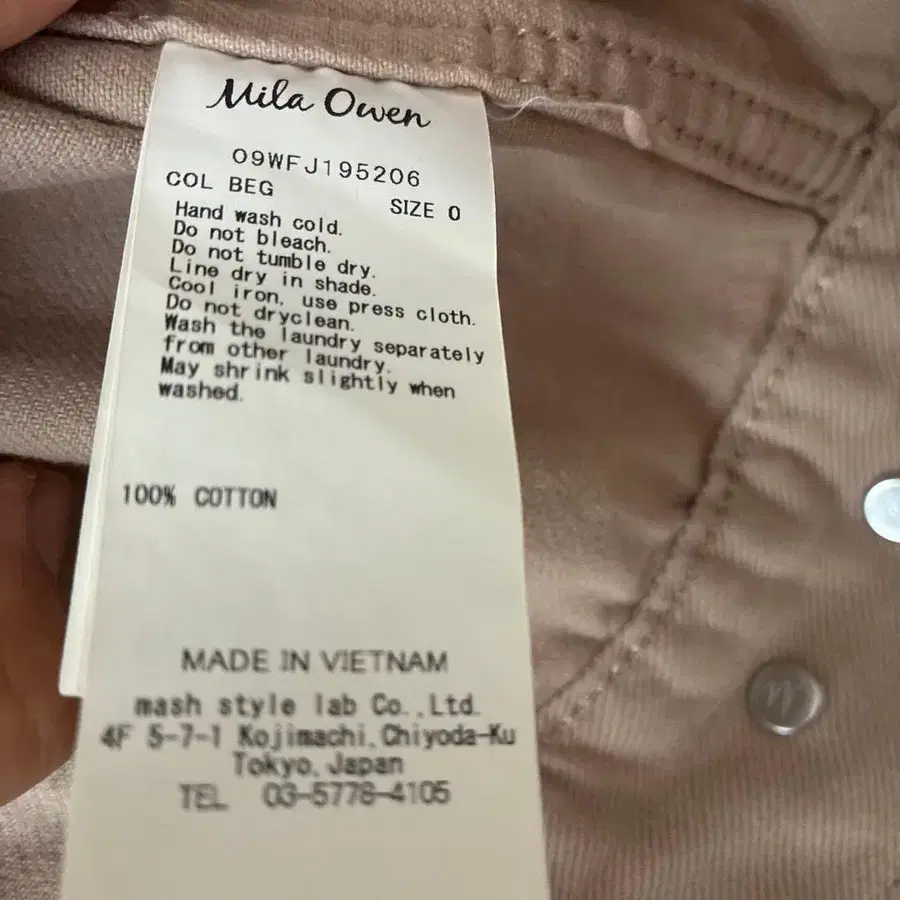 Mila Owen
09WFJ195206
COL BEG
SIZE 0
Hand wash cold.
Do not bleach.
Do not tumble dry.
Line dry in shade.
Cool iron, use press cloth.
Do not dryclean.
Wash the laundry separately
from other laundry.
May shrink slightly when
washed.
100% COTTON
MADE IN VIETNAM
mash style lab Co.,Ltd.
4F 5-7-1 Kojimachi,Chiyoda-Ku
Tokyo,Japan
TEL 03-5778-4105